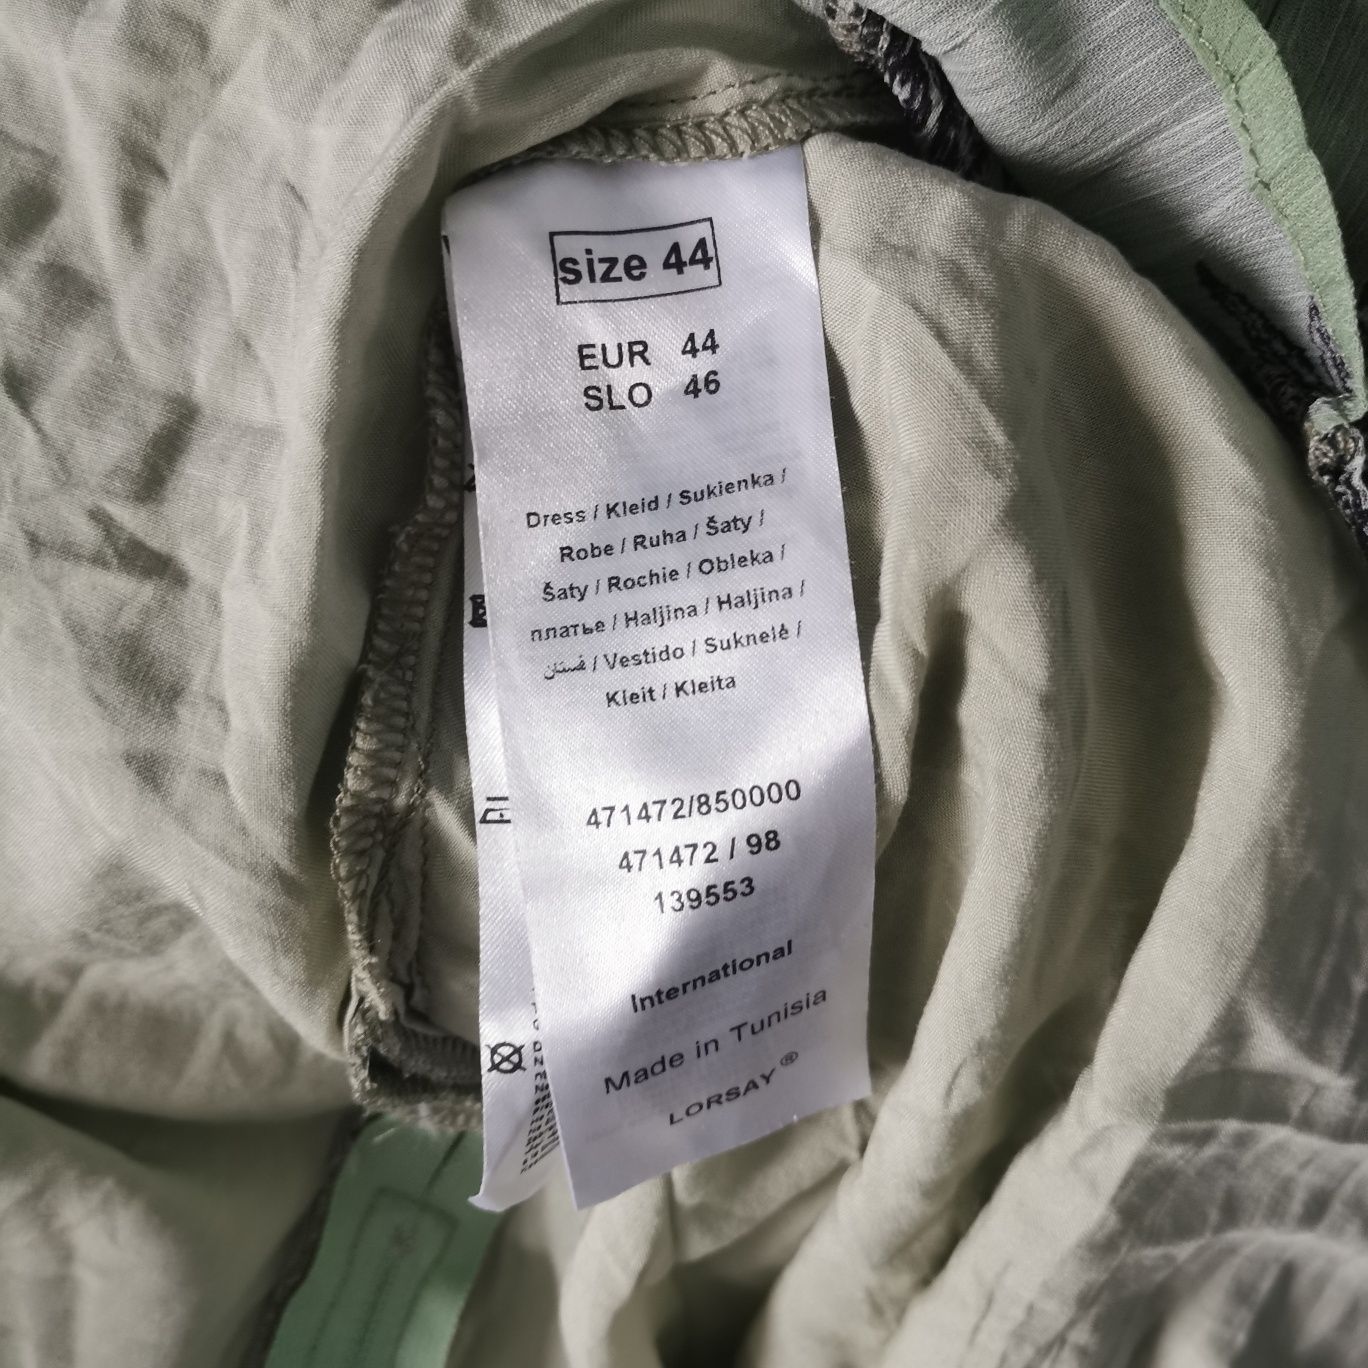 size 44
EUR 44
SLO 46
Dress / Kleid / Sukienka /
Robe / Ruha / Šaty /
Šaty / Rochie / Obleka /
платье / Haljina / Haljina /
فستان / Vestido / Suknelė /
Kleit / Kleita
471472/850000
471472 / 98
139553
International
Made in Tunisia
LORSAY®